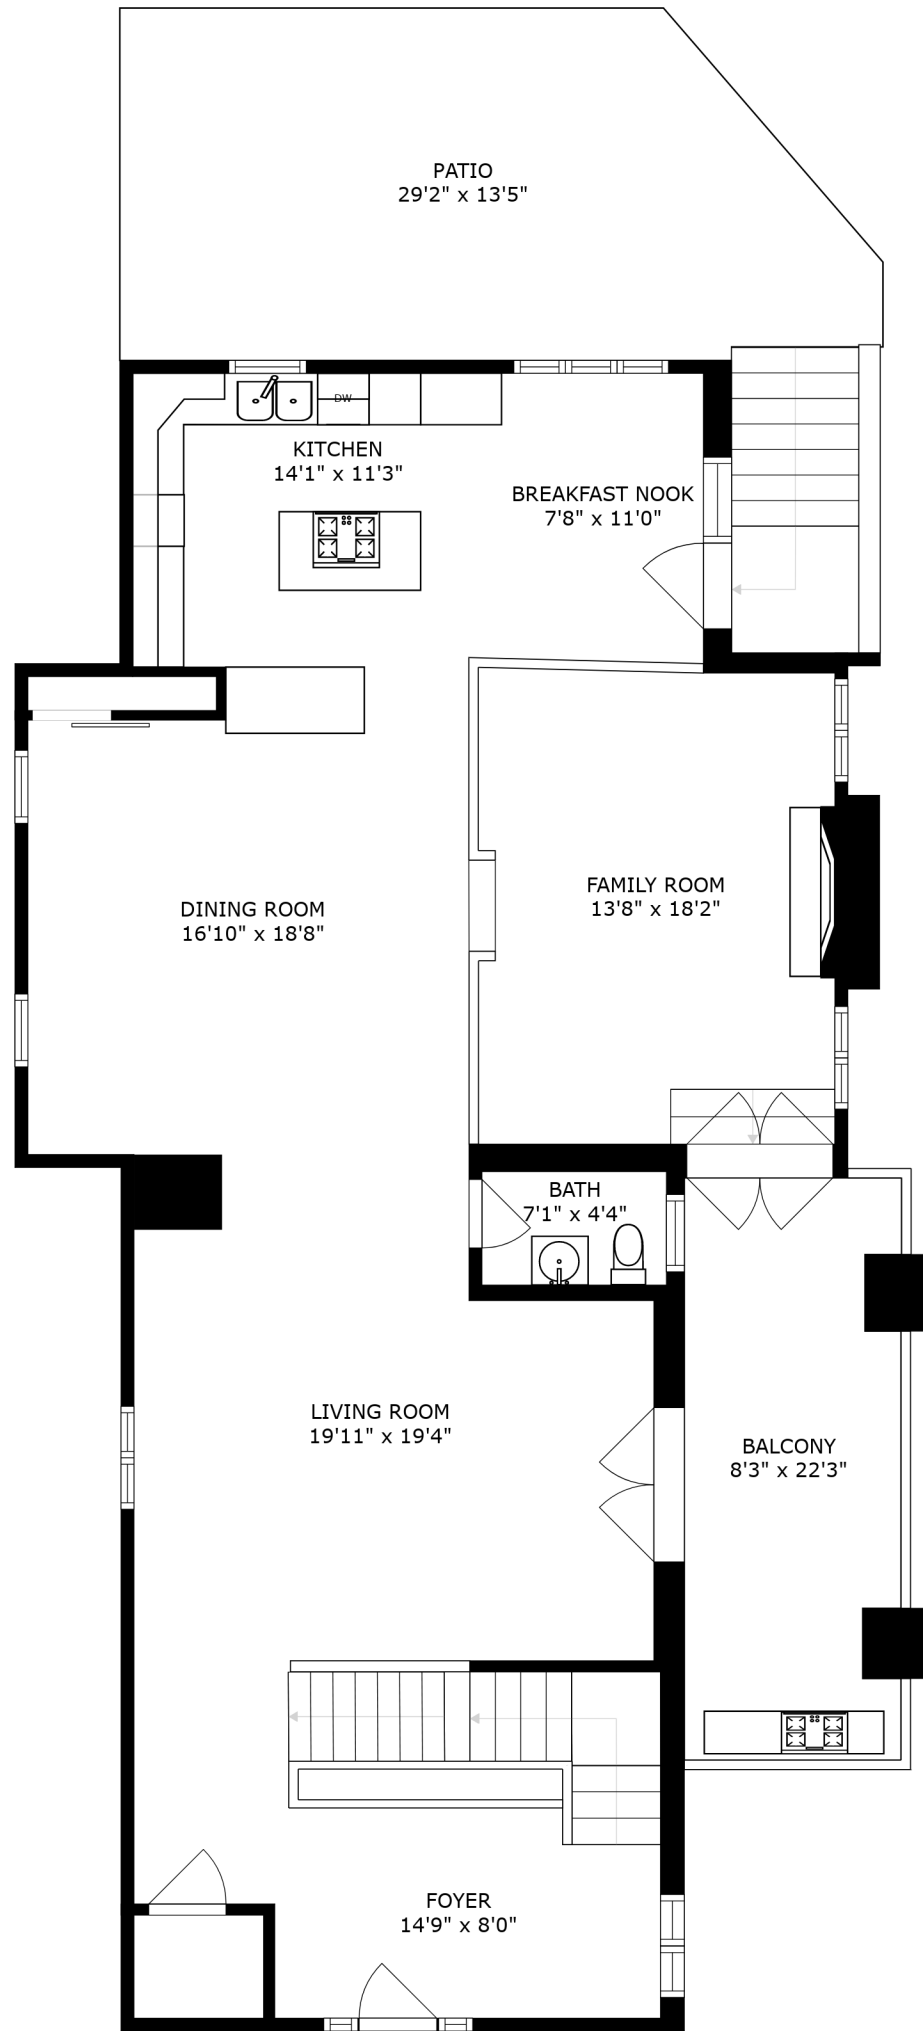 PATIO
29'2" x 13'5"
DW
KITCHEN
14'1" x 11'3"
BREAKFAST NOOK
7'8" x 11'0"
FAMILY ROOM
13'8" x 18'2"
DINING ROOM
16'10" x 18'8"
BATH
7'1" x 4'4"
LIVING ROOM
19'11" x 19'4"
BALCONY
8'3" x 22'3"
FOYER
14'9" x 8'0"